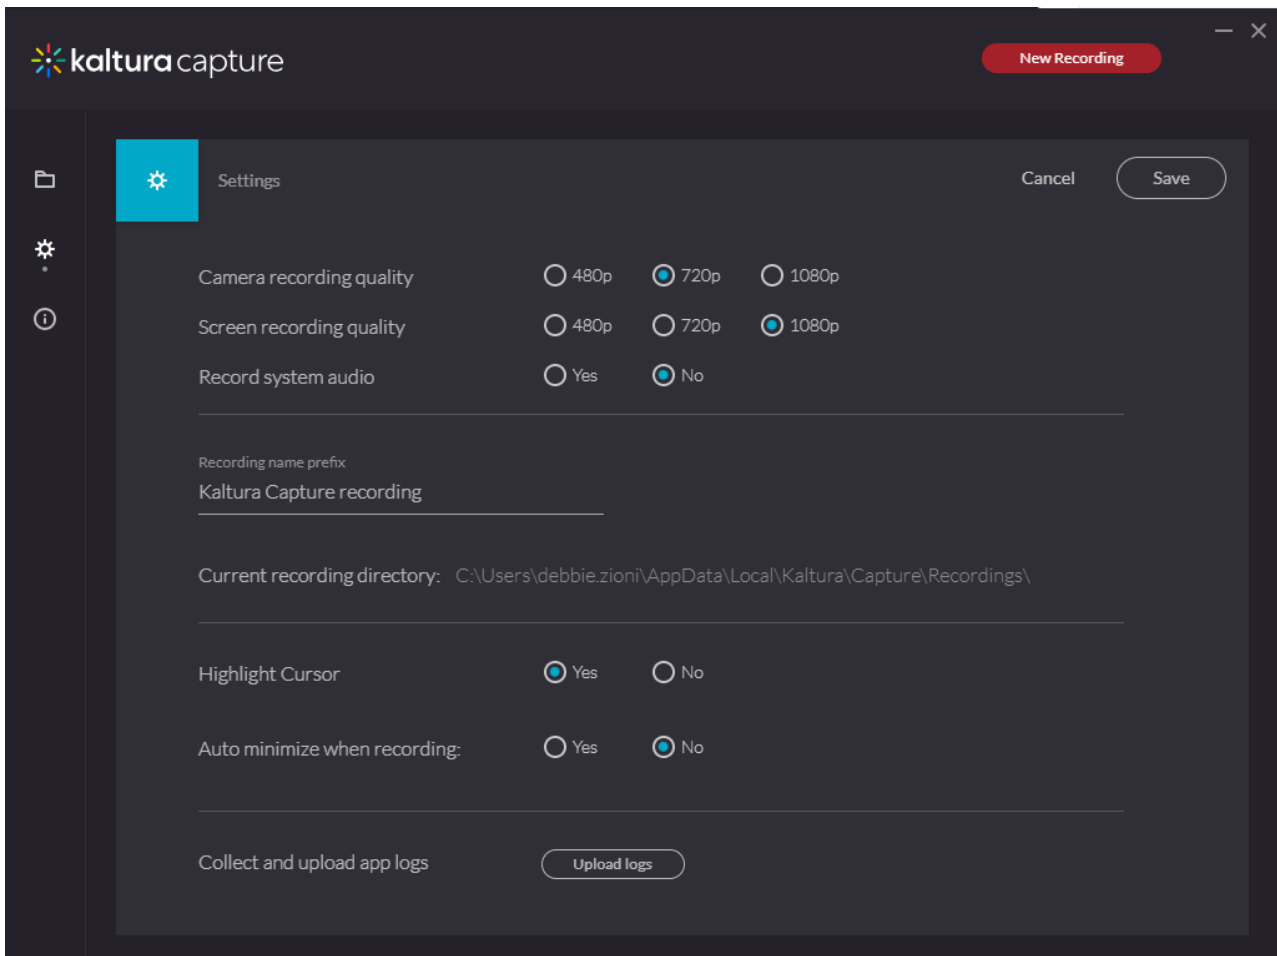 kaltura capture
New Recording
Settings
Cancel
Save
Camera recording quality 480p 720p 1080p
Screen recording quality 480p 720p 1080p
Record system audio Yes No
Recording name prefix
Kaltura Capture recording
Current recording directory: C:\Users\debbie.zioni\AppData\Local\Kaltura\Capture\Recordings\
Highlight Cursor Yes No
Auto minimize when recording: Yes No
Collect and upload app logs Upload logs